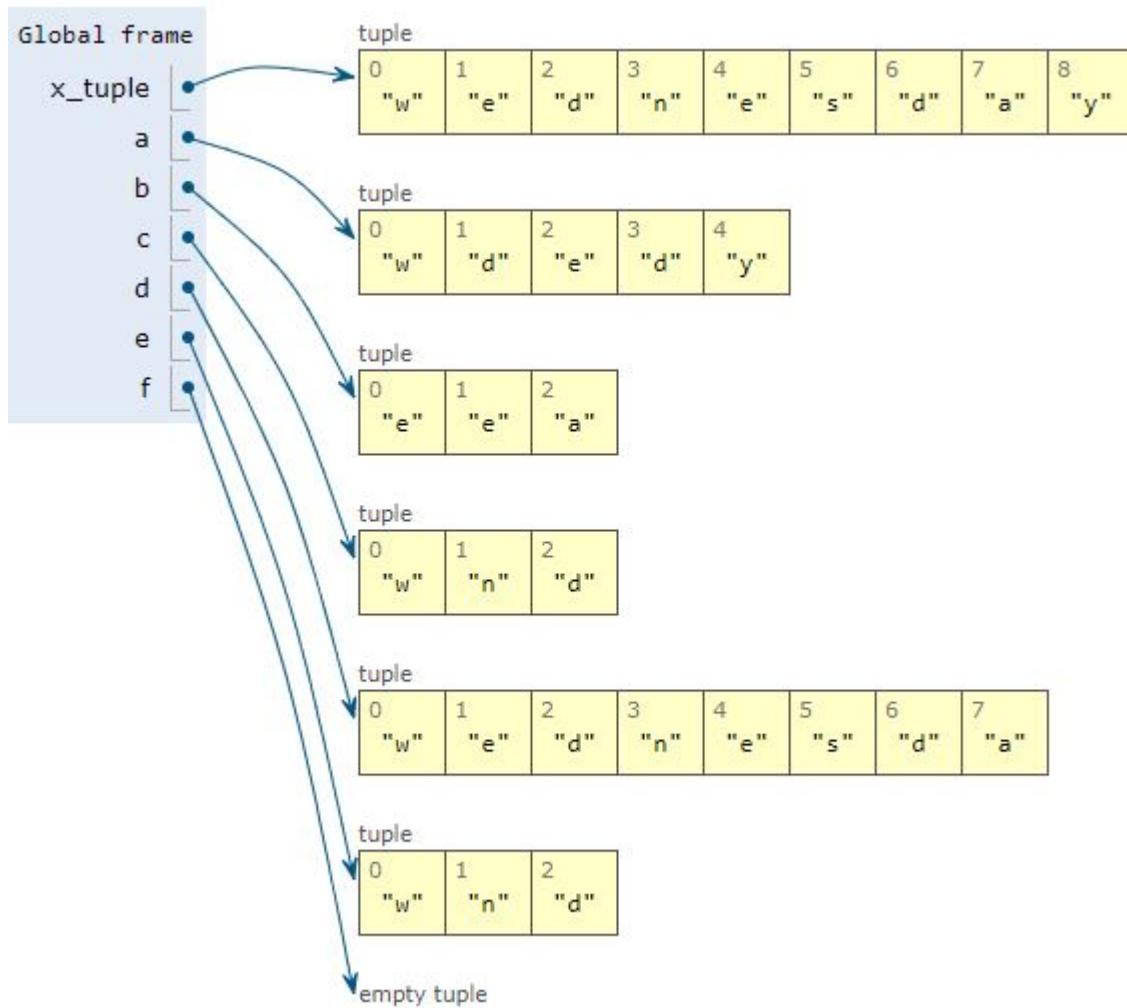 Global frame
x_tuple
a
b
c
d
e
f
tuple
0 1 2 3 4 5 6 7 8
"w" "e" "d" "n" "e" "s" "d" "a" "y"
tuple
0 1 2 3 4
"w" "d" "e" "d" "y"
tuple
0 1 2
"e" "e" "a"
tuple
0 1 2
"w" "n" "d"
tuple
0 1 2 3 4 5 6 7
"w" "e" "d" "n" "e" "s" "d" "a"
tuple
0 1 2
"w" "n" "d"
empty tuple